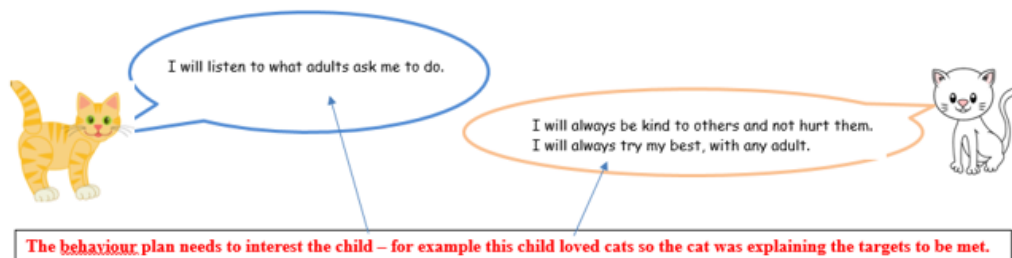 I will listen to what adults ask me to do.
I will always be kind to others and not hurt them.
I will always try my best, with any adult.
The behaviour plan needs to interest the child – for example this child loved cats so the cat was explaining the targets to be met.